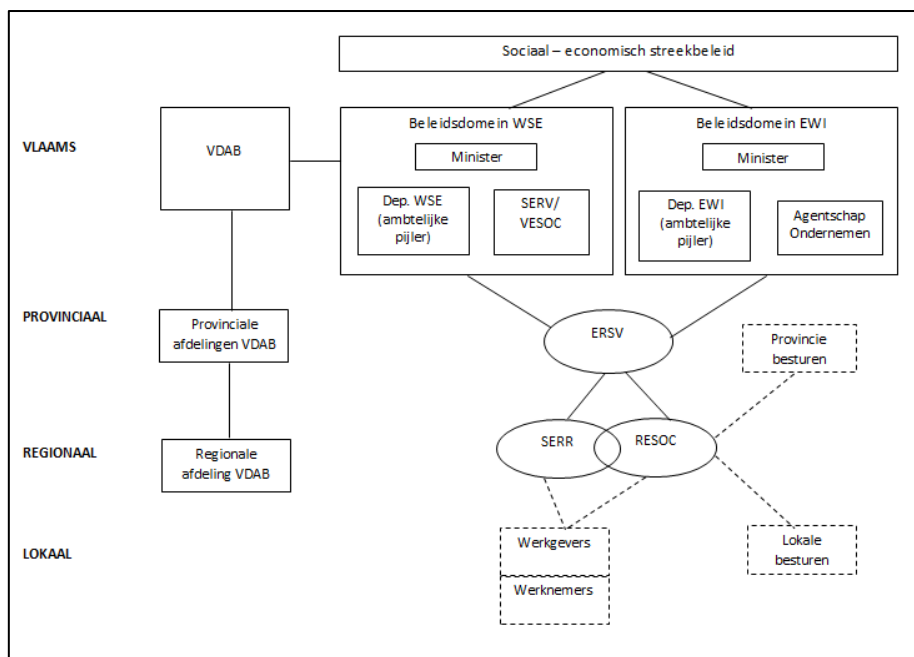 Sociaal – economisch streekbeleid
VLAAMS
VDAB
Beleidsdomein WSE
Minister
Dep. WSE
(ambtelijke
pijler)
SERV/
VESOC
Beleidsdomein EWI
Minister
Dep. EWI
(ambtelijke
pijler)
Agentschap
Ondernemen
PROVINCIAAL
Provinciale
afdelingen VDAB
ERSV
Provincie
besturen
REGIONAAL
Regionale
afdeling VDAB
SERR
RESOC
LOKAAL
Werkgevers
Werknemers
Lokale
besturen